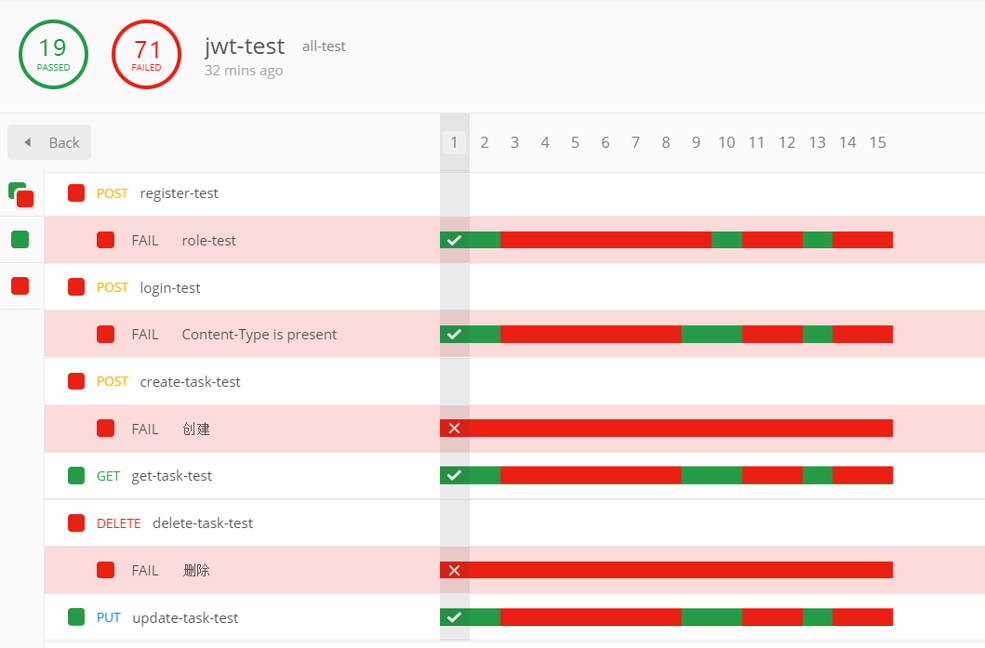 19 PASSED
71 FAILED
jwt-test all-test
32 mins ago
Back 1 2 3 4 5 6 7 8 9 10 11 12 13 14 15
POST register-test
FAIL role-test
POST login-test
FAIL Content-Type is present
POST create-task-test
FAIL 创建
GET get-task-test
DELETE delete-task-test
FAIL 删除
PUT update-task-test